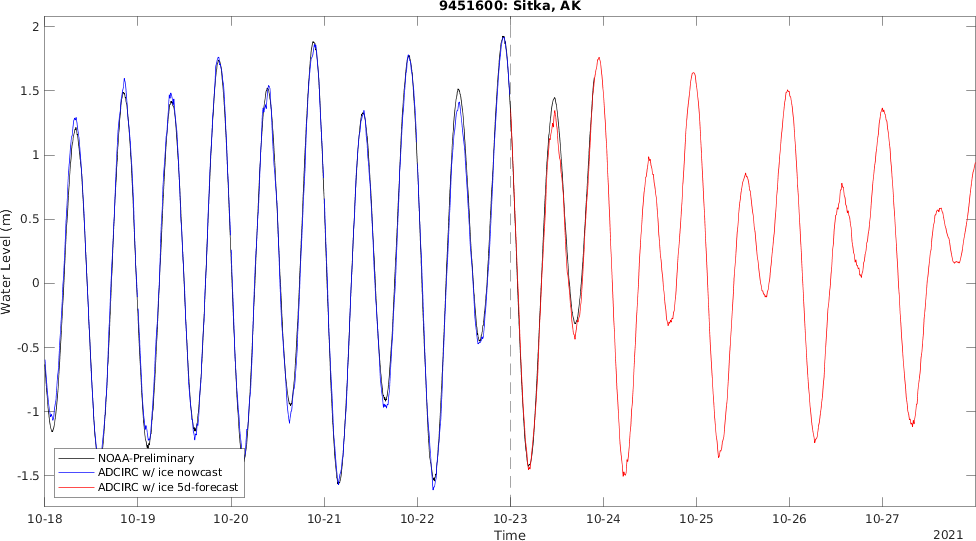 9451600: Sitka, AK
2
1.5
1
0.5
0
-0.5
-1
-1.5
Water Level (m)
NOAA-Preliminary
ADCIRC w/ ice nowcast
ADCIRC w/ ice 5d-forecast
10-18 10-19 10-20 10-21 10-22 10-23 10-24 10-25 10-26 10-27
Time
2021